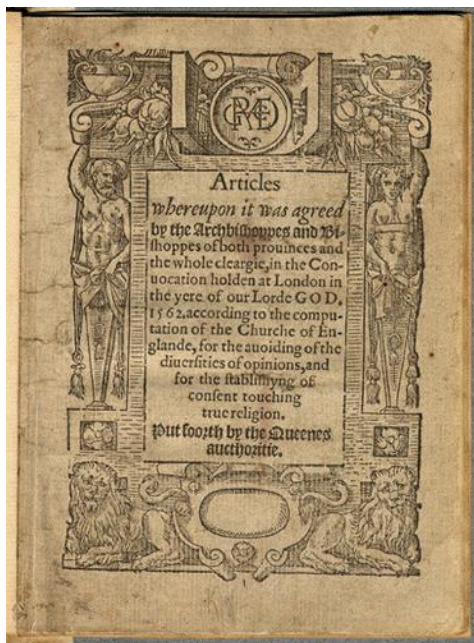 Articles
whereupon it was agreed
by the Archbishoppes and Bi-
shoppes of both prouinces and
the whole cleargie, in the Con-
uocation holden at London in
the yere of our Lorde GOD.
1562. according to the compu-
tation of the Churche of En-
glande, for the auoiding of the
diuersities of opinions, and
for the stablishyng of
consent touching
true religion.
Put foorth by the Queenes
aucthoritie.